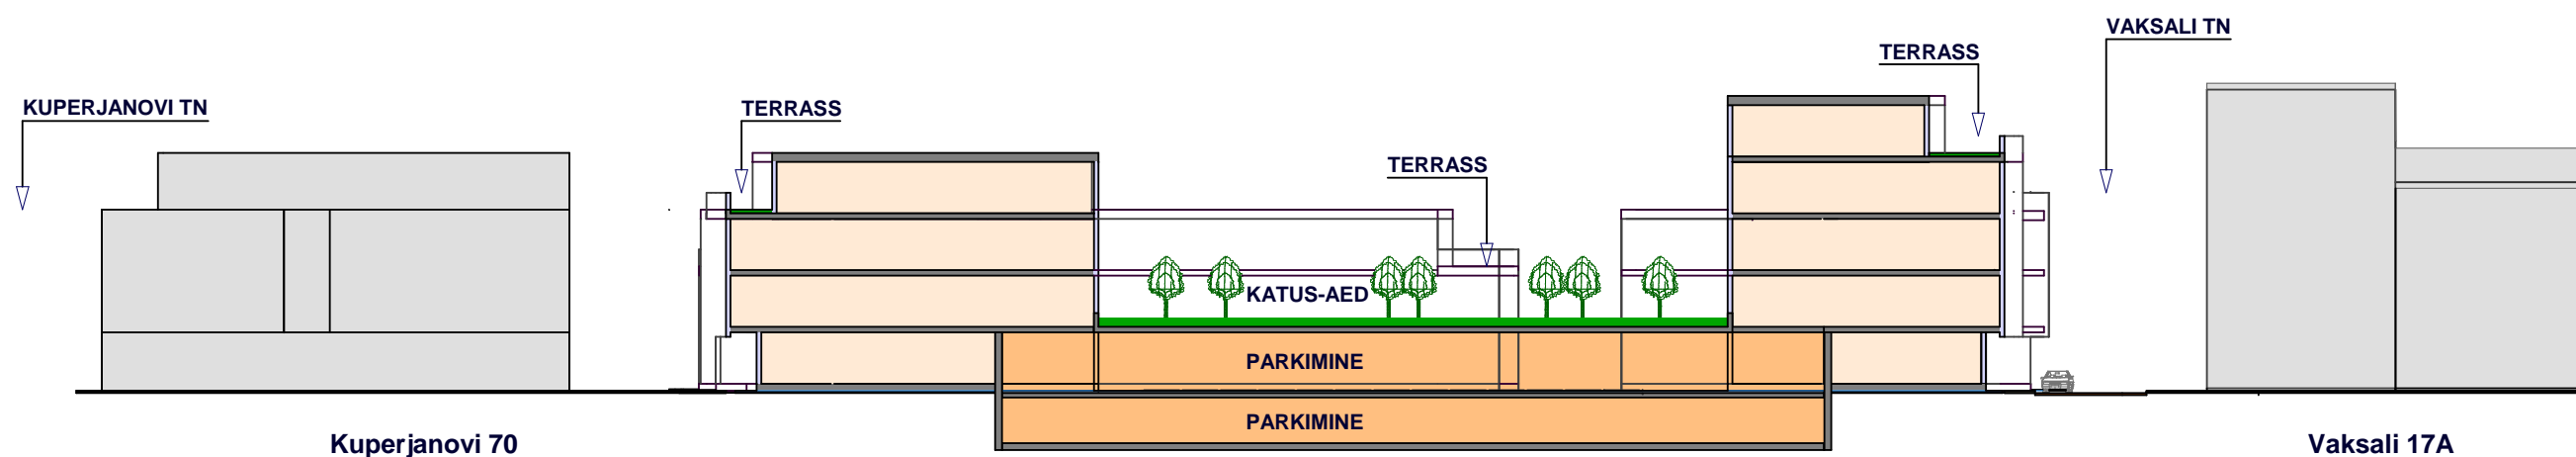 VAKSALI TN
TERRASS
KUPERJANOVI TN
TERRASS
TERRASS
KATUS-AED
PARKIMINE
PARKIMINE
Kuperjanovi 70
Vaksali 17A